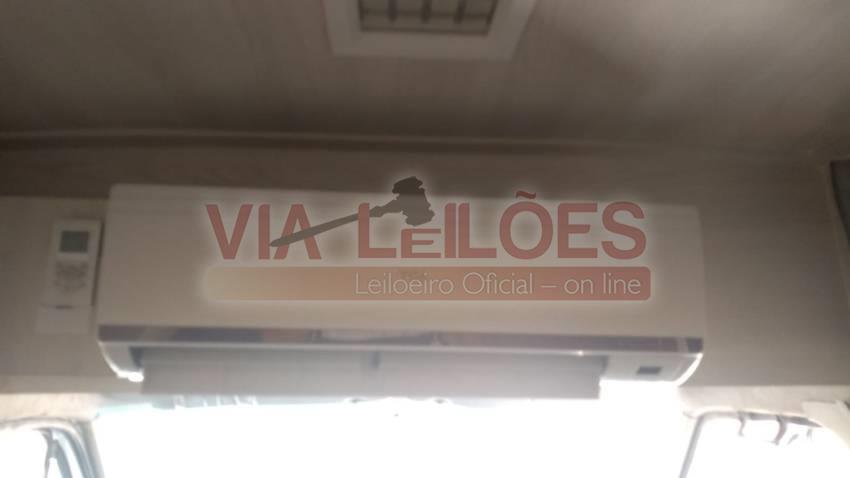 VIA LEILÕES
Leiloeiro Oficial – on line